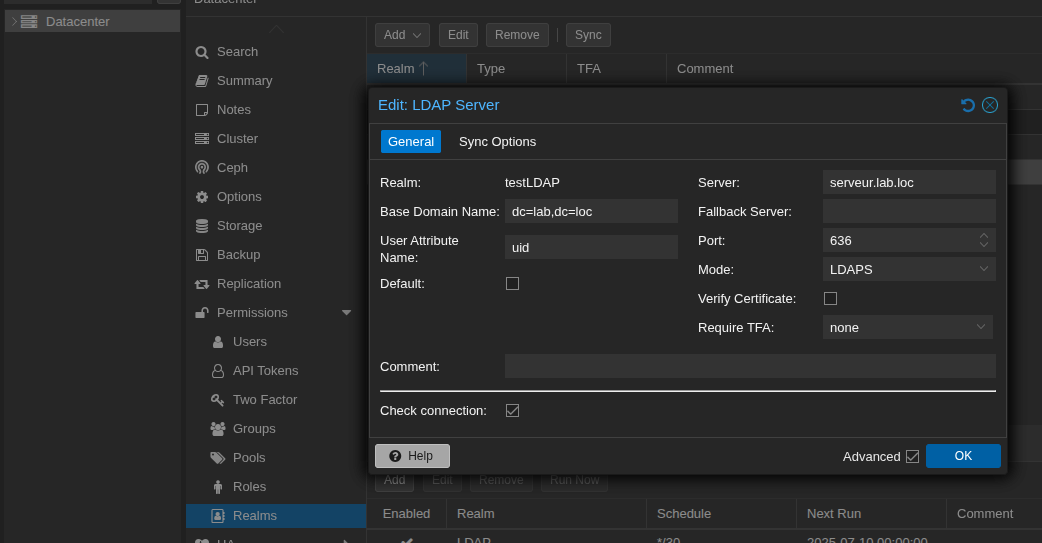 Datacenter
Datacenter
Search
Summary
Notes
Cluster
Ceph
Options
Storage
Backup
Replication
Permissions
Users
API Tokens
Two Factor
Groups
Pools
Roles
Realms
HA
Add Edit Remove Sync
Realm Type TFA Comment
Edit: LDAP Server
General Sync Options
Realm: testLDAP
Server: serveur.lab.loc
Base Domain Name: dc=lab,dc=loc
Fallback Server:
User Attribute
Name: uid
Port: 636
Mode: LDAPS
Default:
Verify Certificate:
Require TFA: none
Comment:
Check connection:
Help
Advanced
OK
Add Edit Remove Run Now
Enabled Realm Schedule Next Run Comment
LDAP */30 2025-07-10 00:00:00